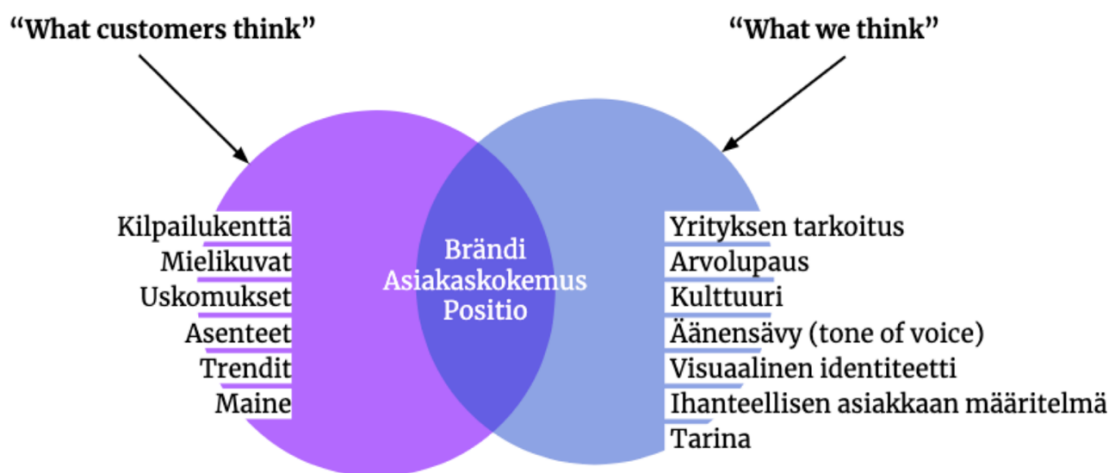 “What customers think”
“What we think”
Kilpailukenttä
Mielikuvat
Uskomukset
Asenteet
Trendit
Maine
Brändi
Asiakaskokemus
Positio
Yrityksen tarkoitus
Arvolupaus
Kulttuuri
Äänensävy (tone of voice)
Visuaalinen identiteetti
Ihanteellisen asiakkaan määritelmä
Tarina